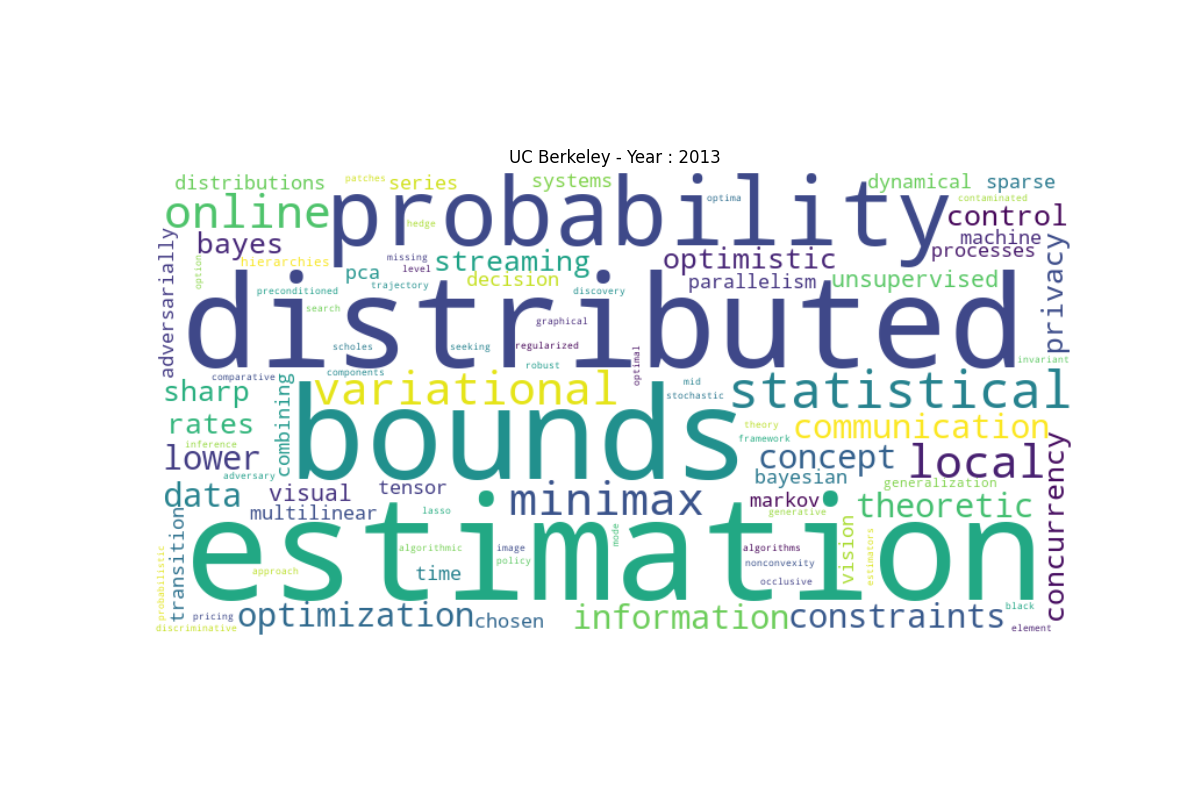 UC Berkeley - Year : 2013
distributions
patches
series
systems
probability
optima
dynamical
sparse
contaminated
online
hedge
control
bayes
machine
processes
adversarially
option
hierarchies
missing
level
pca
trajectory
streaming
decision
optimistic
parallelism
unsupervised
privacy
preconditioned
discovery
distributed
search
graphical
scholes
seeking
regularized
robust
optimal
invariant
comparative
components
sharp
combining
variational
mid
stochastic
statistical
rates
inference
bounds
theory
framework
communication
lower
adversary
concept
local
concurrency
bayesian
generalization
data
visual
tensor
multilinear
lasso
minimax
markov
generative
theoretic
transition
probabilistic
estimation
algorithmic
image
policy
mode
algorithms
nonconvexity
occlusive
vision
estimators
approach
time
pricing
discriminative
optimization
chosen
information
constraints
black
element